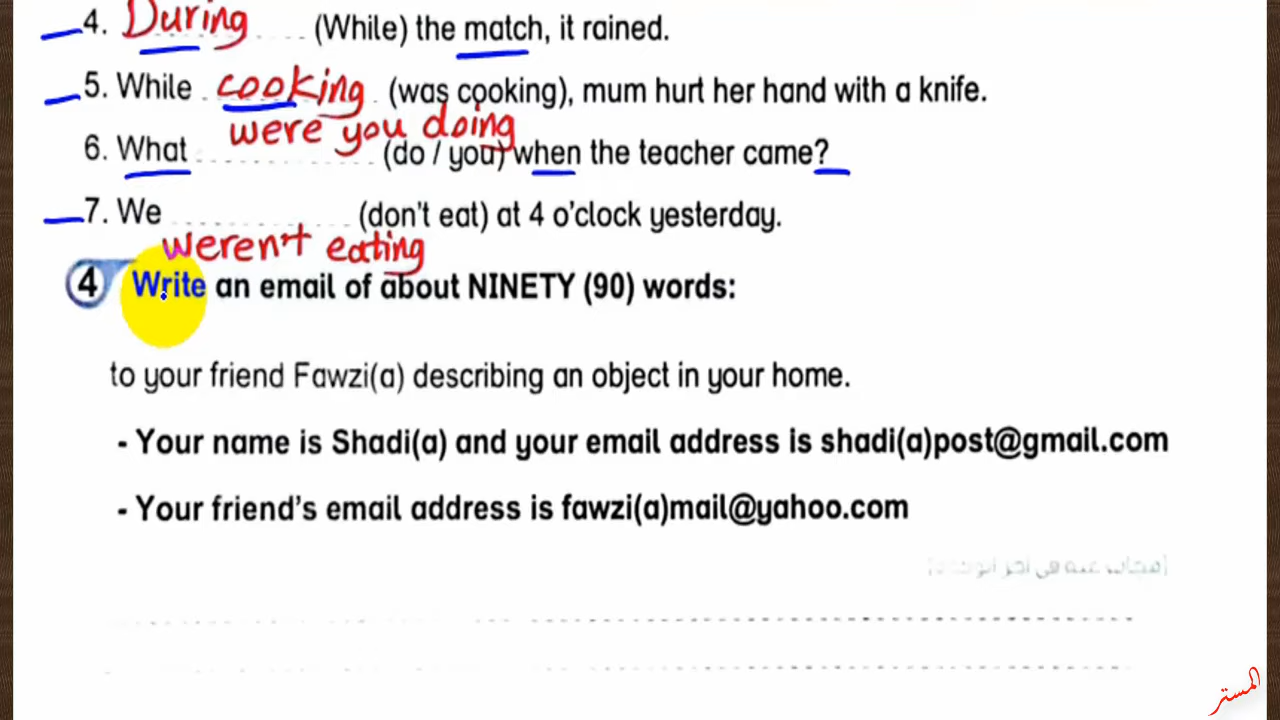 4. During .... (While) the match, it rained.
5. While . cooking . (was cooking), mum hurt her hand with a knife.
were you doing
6. What .................. (do / you) when the teacher came?
7. We .................. (don't eat) at 4 o'clock yesterday.
weren't eating
4 Write an email of about NINETY (90) words:
to your friend Fawzi(a) describing an object in your home.
- Your name is Shadi(a) and your email address is shadi(a)post@gmail.com
- Your friend's email address is fawzi(a)mail@yahoo.com
المستر